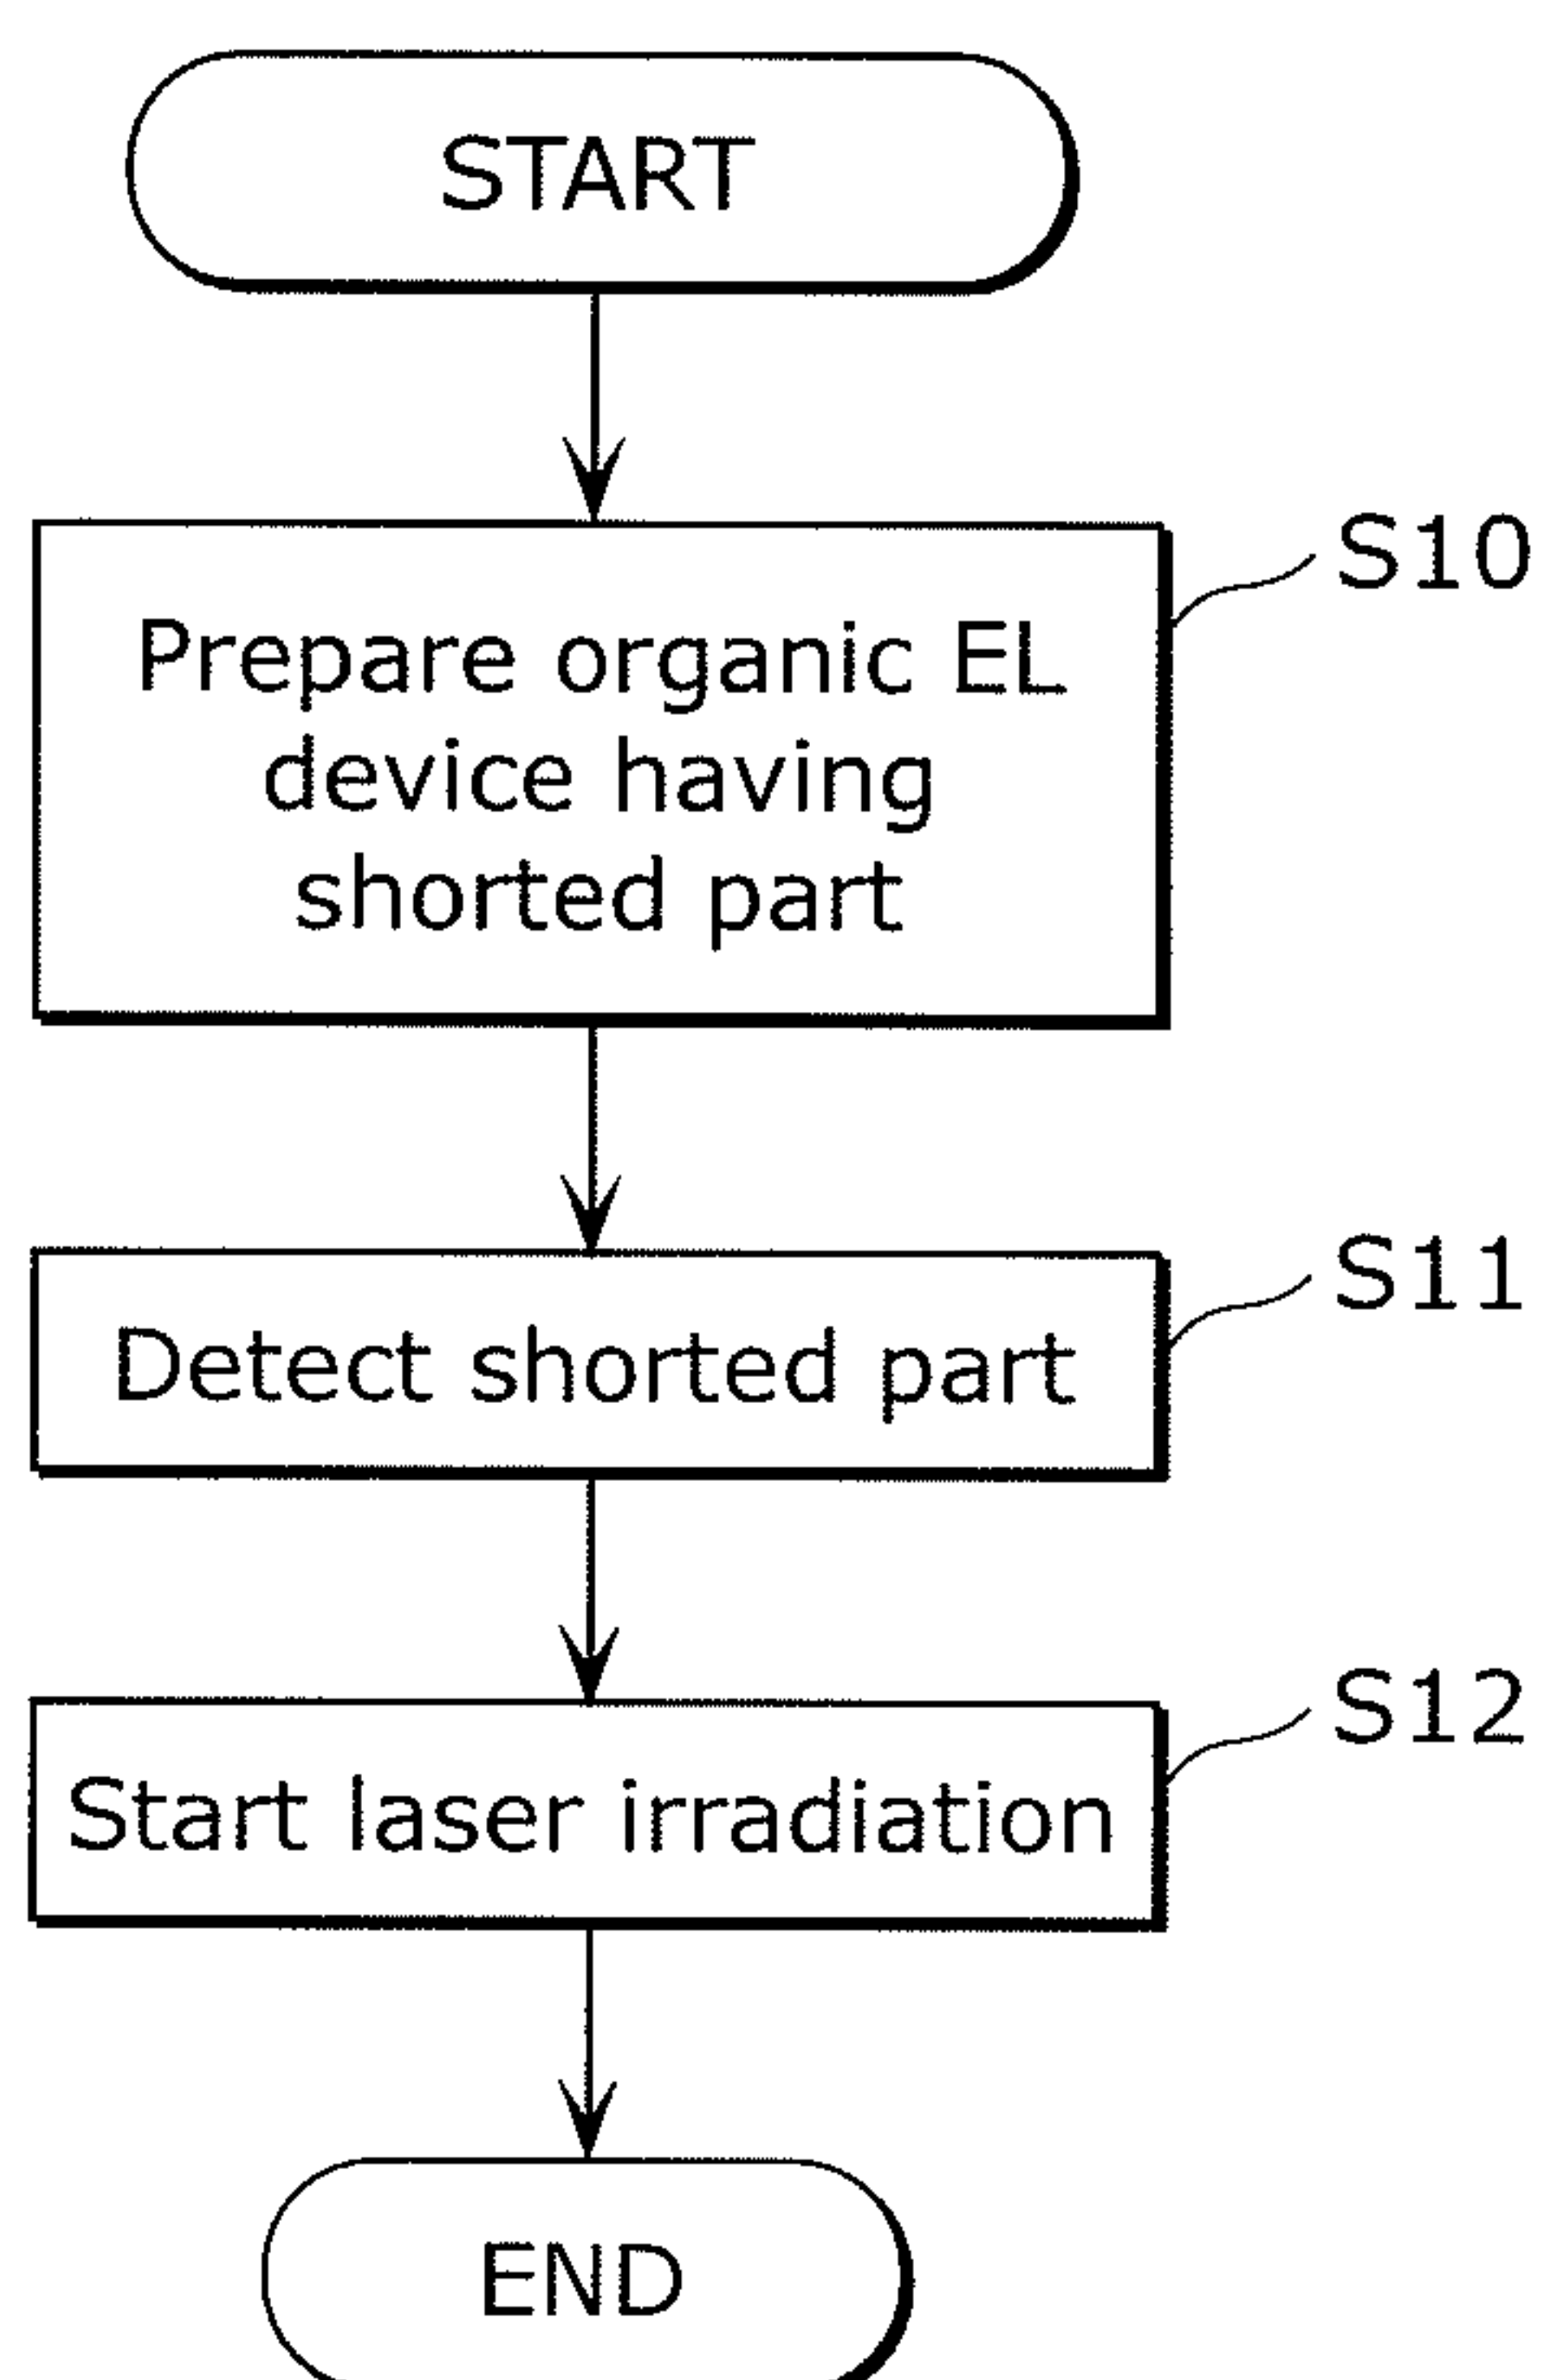 START
S10
Prepare organic EL
device having
shorted part
S11
Detect shorted part
S12
Start laser irradiation
END